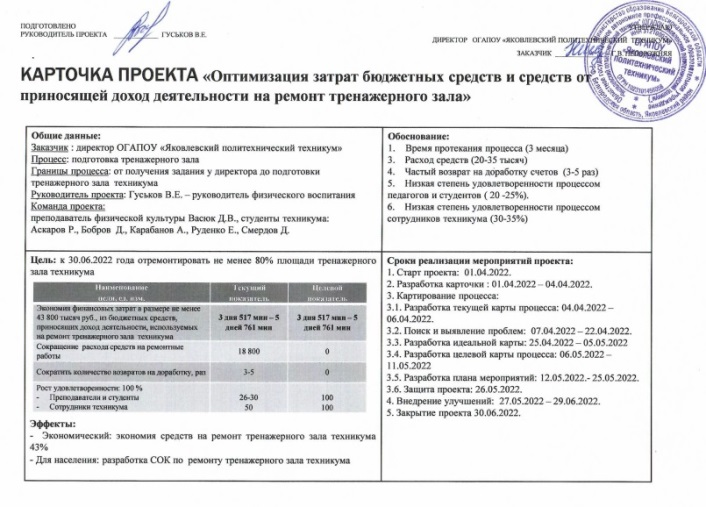 ПОДГОТОВЛЕНО
РУКОВОДИТЕЛЬ ПРОЕКТА ГУСЬКОВ В.Е.
УТВЕРЖДАЮ
ДИРЕКТОР ОГАПОУ «ЯКОВЛЕВСКИЙ ПОЛИТЕХНИЧЕСКИЙ ТЕХНИКУМ»
ЗАКАЗЧИК
ОГАПОУ
«Яковлевский
политехнический
техникум»
КАРТОЧКА ПРОЕКТА «Оптимизация затрат бюджетных средств и средств от
приносящей доход деятельности на ремонт тренажерного зала»
Общие данные:
Заказчик : директор ОГАПОУ «Яковлевский политехнический техникум»
Процесс: подготовка тренажерного зала
Границы процесса: от получения задания у директора до подготовки
тренажерного зала техникума
Руководитель проекта: Гуськов В.Е. – руководитель физического воспитания
Команда проекта:
преподаватель физической культуры Васюк Д.В., студенты техникума:
Аскаров Р., Бобров Д., Карабанов А., Руденко Е., Смердов Д.
Обоснование:
1. Время протекания процесса (3 месяца)
3. Расход средств (20-35 тысяч)
4. Частый возврат на доработку счетов (3-5 раз)
5. Низкая степень удовлетворенности процессом
педагогов и студентов ( 20 -25%).
6. Низкая степень удовлетворенности процессом
сотрудников техникума (30-35%)
Цель: к 30.06.2022 года отремонтировать не менее 80% площади тренажерного
зала техникума
Наименование
цели, ед. изм.
Текущий
показатель
Целевой
показатель
Экономия финансовых затрат в размере не менее
43 800 тысяч руб., из бюджетных средств,
приносящих доход деятельности, используемых
на ремонт тренажерного зала техникума
3 дня 517 мин – 5
дней 761 мин
3 дня 517 мин – 5
дней 761 мин
Сокращение расхода средств на ремонтные
работы
18 800
0
Сократить количество возвратов на доработку, раз
3-5
0
Рост удовлетворенности: 100 %
- Преподаватели и студенты 26-30 100
- Сотрудники техникума 50 100
Эффекты:
- Экономический: экономия средств на ремонт тренажерного зала техникума
43%
- Для населения: разработка СОК по ремонту тренажерного зала техникума
Сроки реализации мероприятий проекта:
1. Старт проекта: 01.04.2022.
2. Разработка карточки : 01.04.2022 – 04.04.2022.
3. Картирование процесса:
3.1. Разработка текущей карты процесса: 04.04.2022 –
06.04.2022.
3.2. Поиск и выявление проблем: 07.04.2022 – 22.04.2022.
3.3. Разработка идеальной карты: 25.04.2022 – 05.05.2022
3.4. Разработка целевой карты процесса: 06.05.2022 –
11.05.2022
3.5. Разработка плана мероприятий: 12.05.2022.- 25.05.2022.
3.6. Защита проекта: 26.05.2022.
4. Внедрение улучшений: 27.05.2022 – 29.06.2022.
5. Закрытие проекта 30.06.2022.